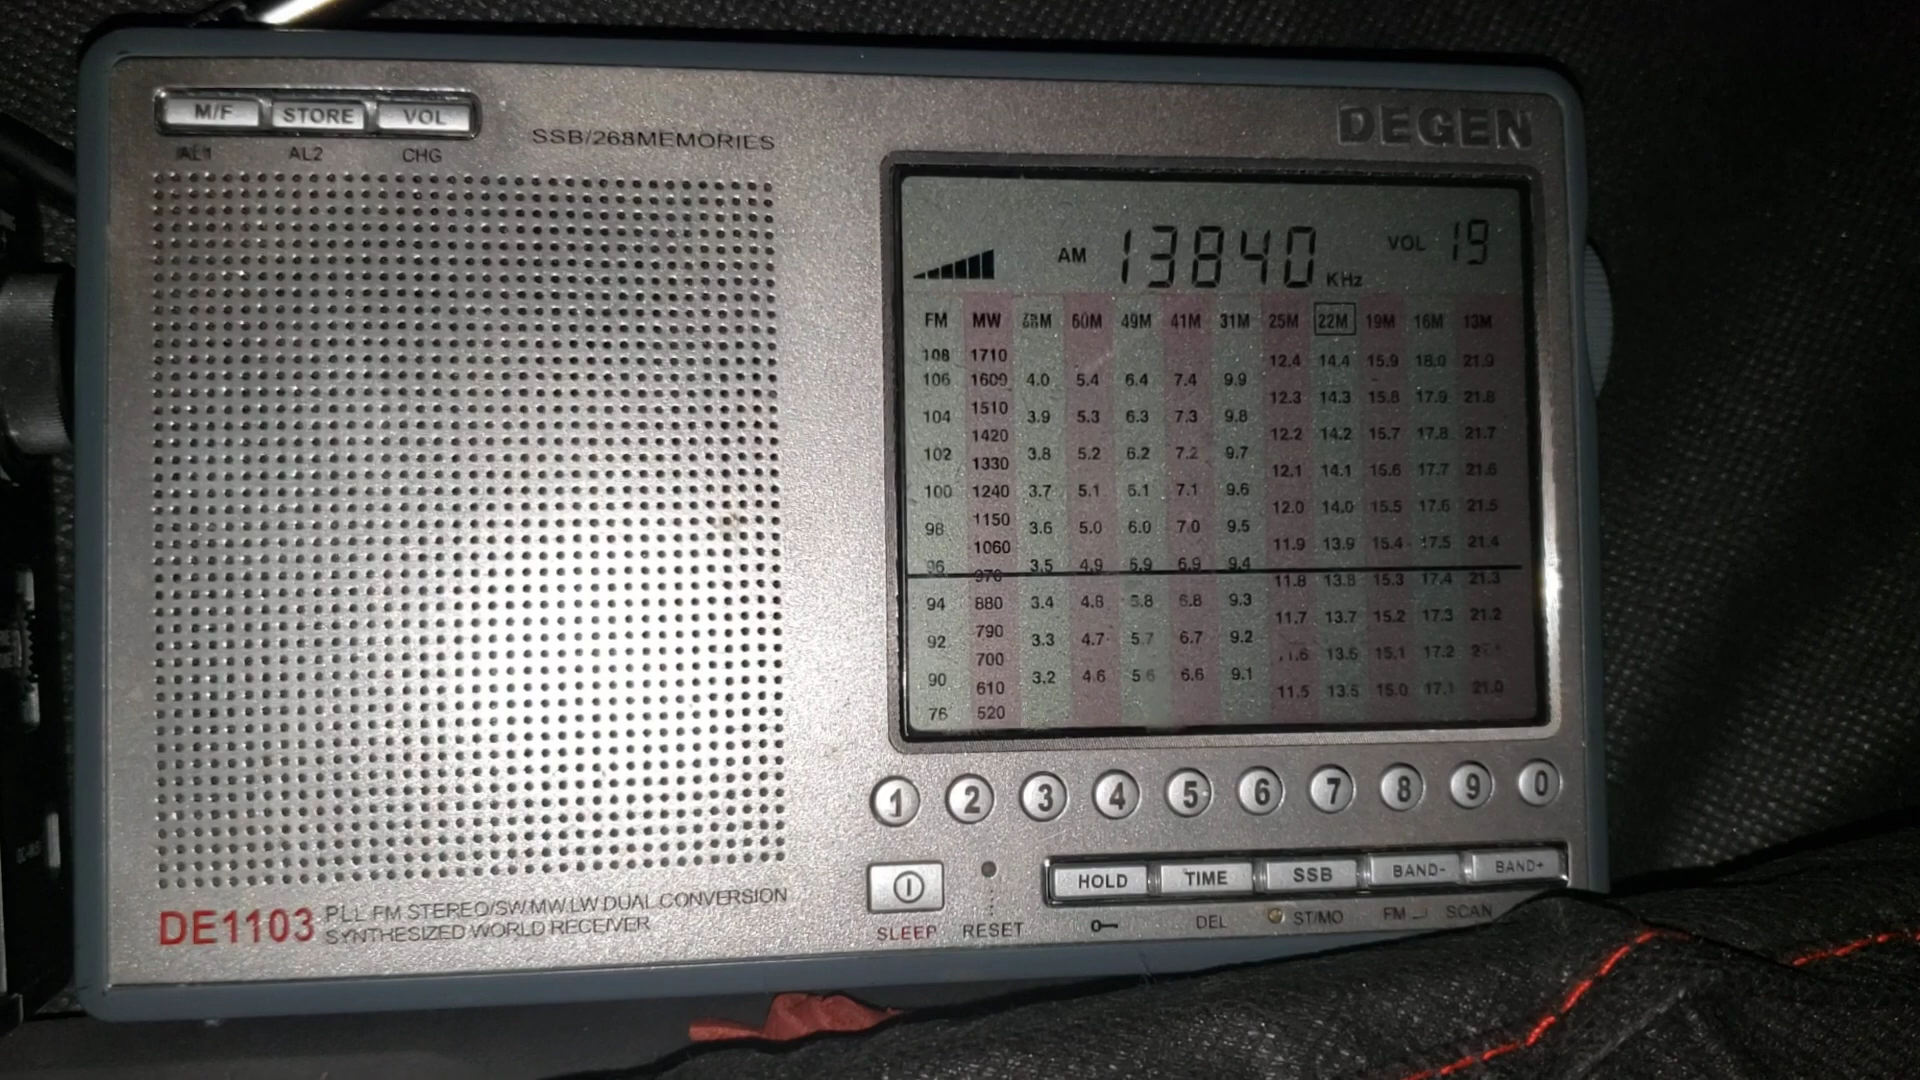 M/F STORE VOL
AL1 AL2 CHG
SSB/268MEMORIES
DEGEN
AM 13840 KHz VOL 19
FM MW 60M 49M 41M 31M 25M 22M 19M 16M 13M
108 1710 12.4 14.4 15.9 18.0 21.9
106 1600 4.0 5.4 6.4 7.4 9.9
12.3 14.3 15.8 17.9 21.8
104 1510 3.9 5.3 6.3 7.3 9.8
1420 12.2 14.2 15.7 17.8 21.7
102 1330 3.8 5.2 6.2 7.2 9.7
12.1 14.1 15.6 17.7 21.6
100 1240 3.7 5.1 6.1 7.1 9.6
1150 12.0 14.0 15.5 17.6 21.5
98 3.6 5.0 6.0 7.0 9.5
1060 11.9 13.9 15.4 17.5 21.4
96 970 3.5 4.9 5.9 6.9 9.4
11.8 13.8 15.3 17.4 21.3
94 880 3.4 4.8 5.8 6.8 9.3
11.7 13.7 15.2 17.3 21.2
92 790 3.3 4.7 5.7 6.7 9.2
700 11.6 13.6 15.1 17.2
90 610 3.2 4.6 5.6 6.6 9.1
11.5 13.5 15.0 17.1 21.0
76 520
1 2 3 4 5 6 7 8 9 0
HOLD TIME SSB BAND- BAND+
SLEEP RESET DEL ST/MO FM SCAN
DE1103 PLL FM STEREO/SW.MW.LW DUAL CONVERSION
SYNTHESIZED WORLD RECEIVER